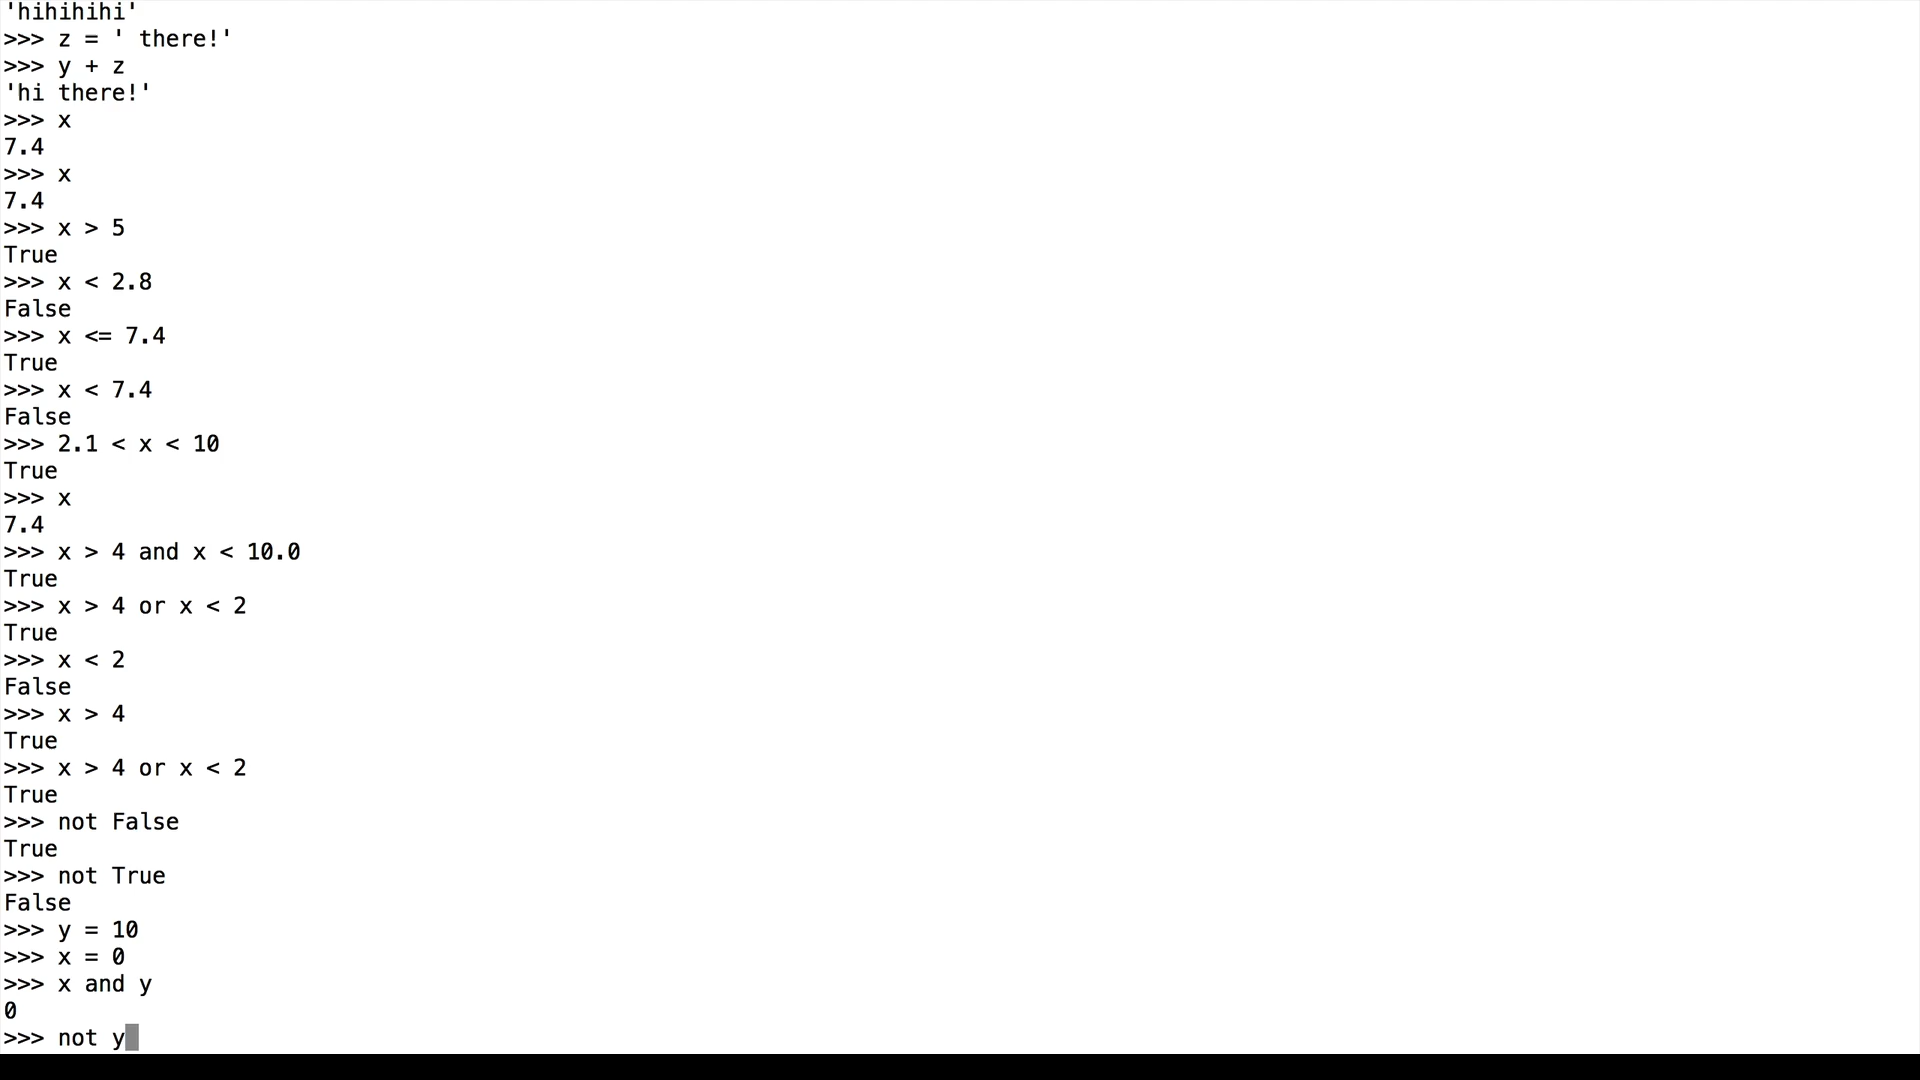 'hihihihi'
>>> z = ' there!'
>>> y + z
'hi there!'
>>> x
7.4
>>> x
7.4
>>> x > 5
True
>>> x < 2.8
False
>>> x <= 7.4
True
>>> x < 7.4
False
>>> 2.1 < x < 10
True
>>> x
7.4
>>> x > 4 and x < 10.0
True
>>> x > 4 or x < 2
True
>>> x < 2
False
>>> x > 4
True
>>> x > 4 or x < 2
True
>>> not False
True
>>> not True
False
>>> y = 10
>>> x = 0
>>> x and y
0
>>> not y